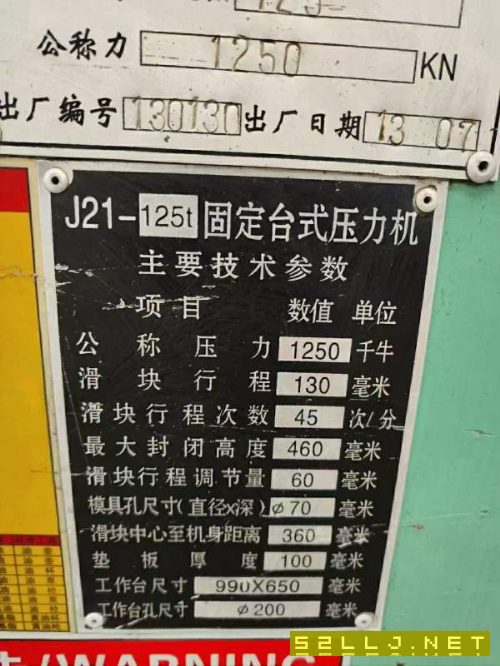 公称力 1250 KN
出厂编号 130130 出厂日期 13 07
J21-125t 固定台式压力机
主要技术参数
项目 数值 单位
公称压力 1250 千牛
滑块行程 130 毫米
滑块行程次数 45 次/分
最大封闭高度 460 毫米
滑块行程调节量 60 毫米
模具孔尺寸(直径x深) φ70 毫米
滑块中心至机身距离 360 毫米
垫板厚度 100 毫米
工作台尺寸 990X650 毫米
工作台孔尺寸 φ200 毫米
/WARNING
52LLJ.NET